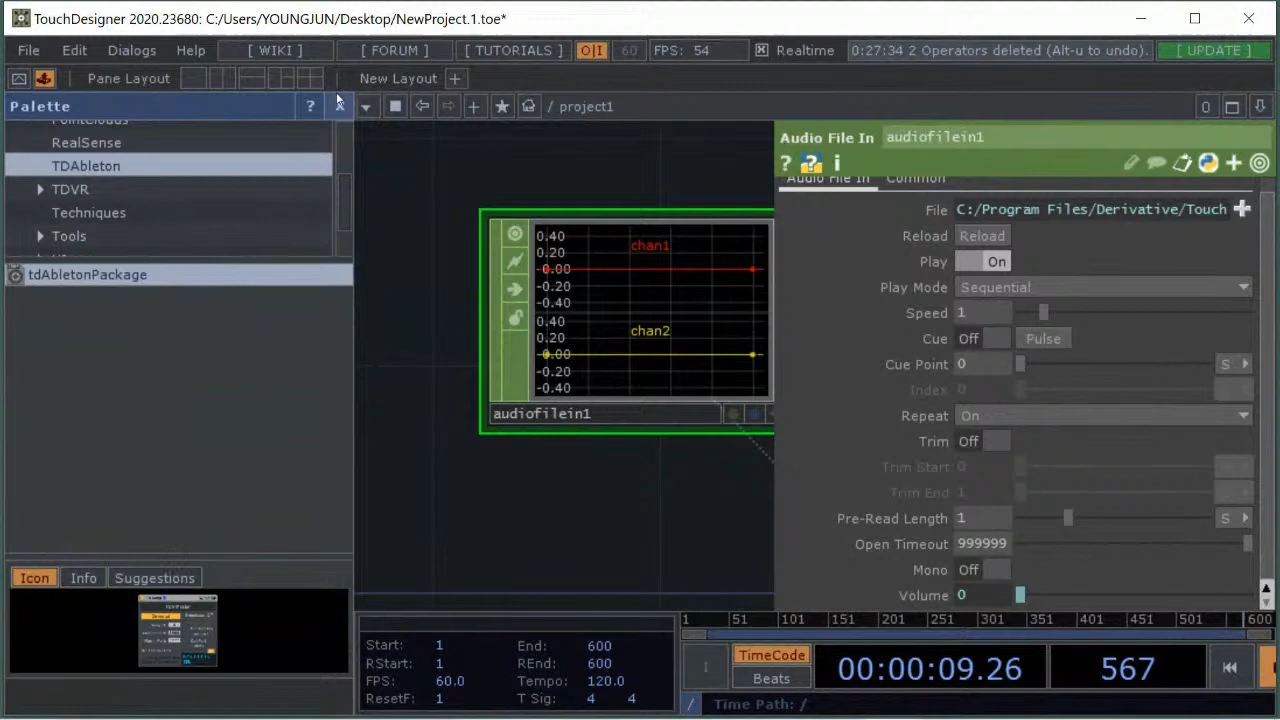 TouchDesigner 2020.23680: C:/Users/YOUNGJUN/Desktop/NewProject.1.toe*
File Edit Dialogs Help [ WIKI ] [ FORUM ] [ TUTORIALS ] O|I 60 FPS: 54 Realtime 0:27:34 2 Operators deleted (Alt-u to undo). [ UPDATE ]
Pane Layout New Layout +
Palette ? x / project1 0
PointClouds
RealSense
TDAbleton
TDVR
Techniques
Tools
tdAbletonPackage
Icon Info Suggestions
0.40
0.20
-0.00
-0.20
-0.40
chan1
0.40
0.20
0.00
-0.20
-0.40
chan2
audiofilein1
Audio File In audiofilein1
? i
Audio File In Common
File C:/Program Files/Derivative/Touch
Reload Reload
Play On
Play Mode Sequential
Speed 1
Cue Off Pulse
Cue Point 0 S
Index 0
Repeat On
Trim Off
Trim Start 0
Trim End 1
Pre-Read Length 1 S
Open Timeout 999999
Mono Off
Volume 0
Start: 1 End: 600
RStart: 1 REnd: 600
FPS: 60.0 Tempo: 120.0
ResetF: 1 T Sig: 4 4
1 51 101 151 201 251 301 351 401 451 501 600
TimeCode
Beats
00:00:09.26 567
/ Time Path: /